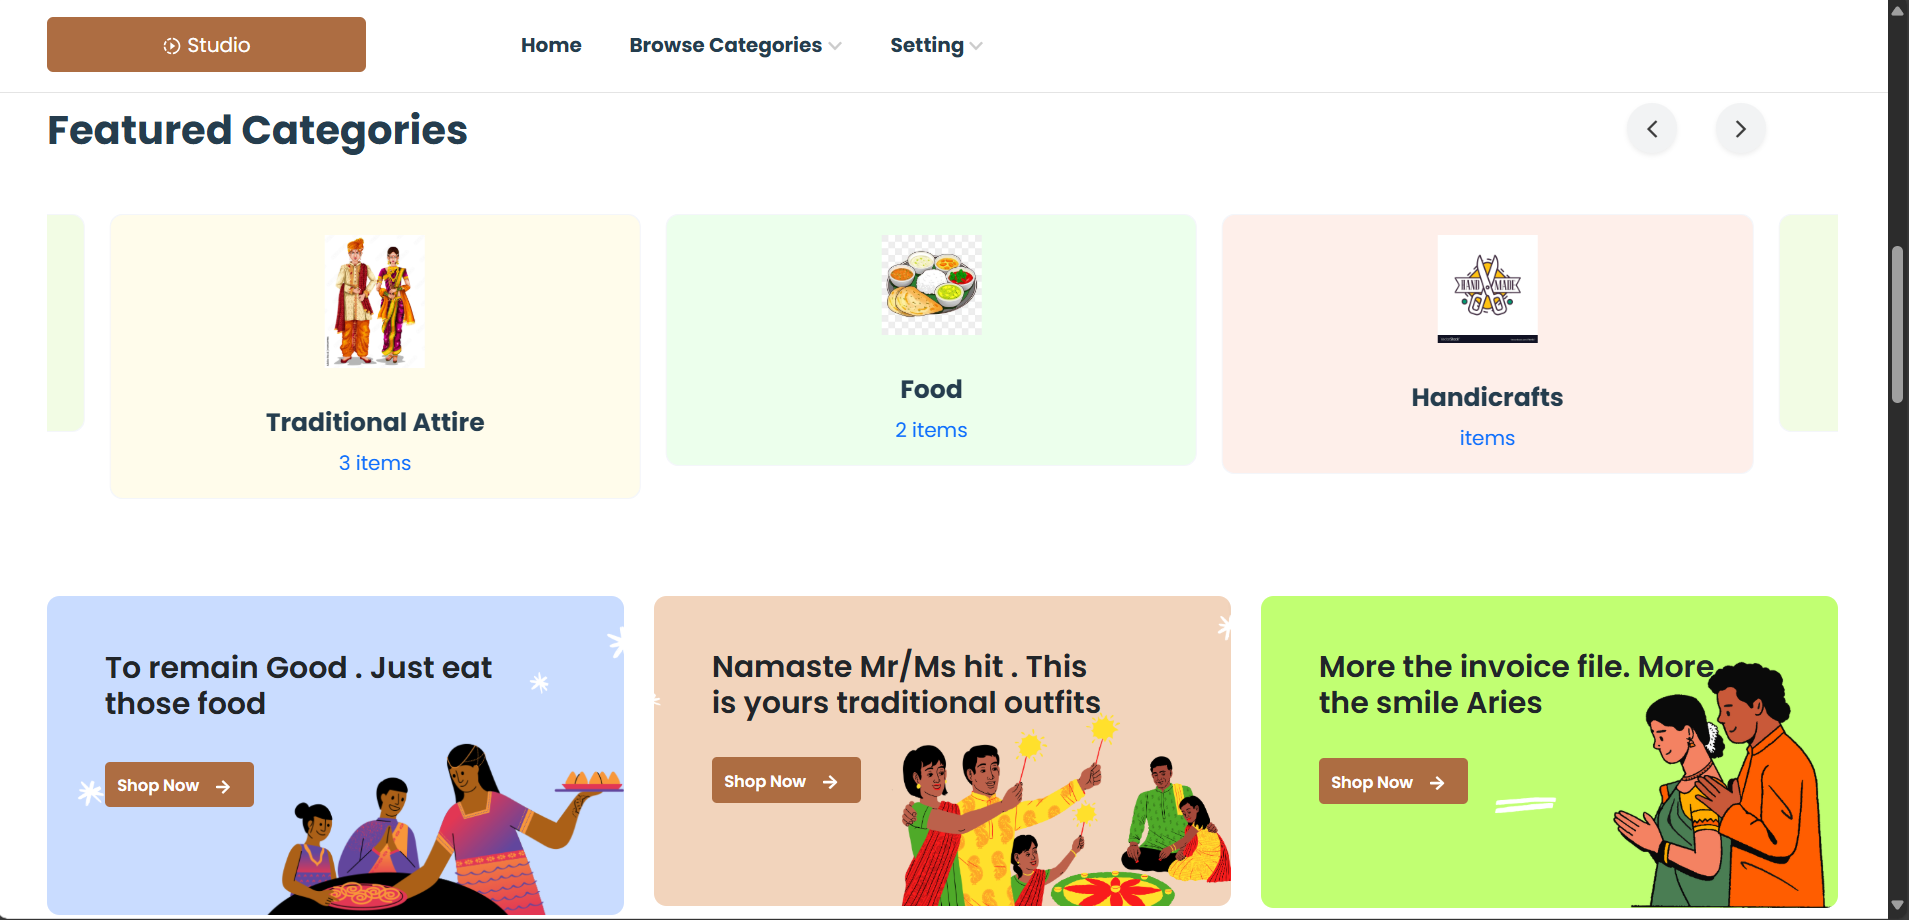 Studio
Home
Browse Categories
Setting
Featured Categories
Traditional Attire
3 items
Food
2 items
HAND MADE
Handicrafts
items
To remain Good . Just eat
those food
Shop Now
Namaste Mr/Ms hit . This
is yours traditional outfits
Shop Now
More the invoice file. More
the smile Aries
Shop Now